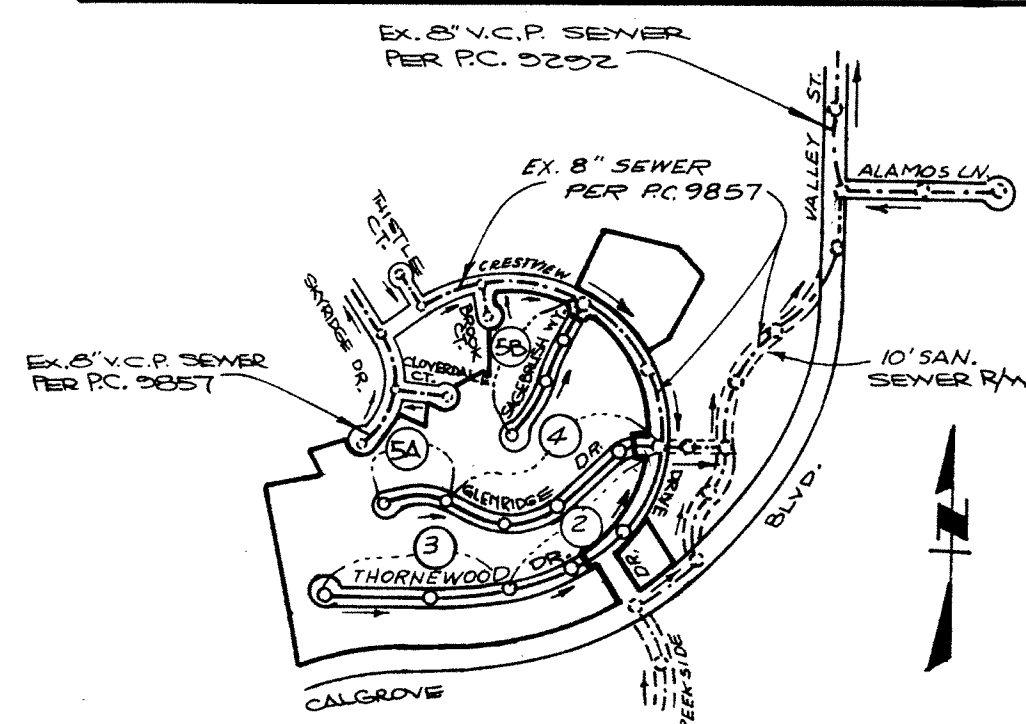 EX. 8" V.C.P. SEWER
PER P.C. 9292
VALLEY ST.
ALAMOS LN.
EX. 8" SEWER
PER P.C. 9857
THISTLE
CT.
CRESTVIEW
SKYRIDGE DR.
BROOK
CT.
CLOVERDALE
CT.
5B
SAGEBRUSH WY.
EX. 8" V.C.P. SEWER
PER P.C. 9857
10' SAN.
SEWER R/W
5A
4
GLENRIDGE DR.
DRIVE
2
3
THORNEWOOD DR.
DR.
BLVD.
CALGROVE
EEKSIDE